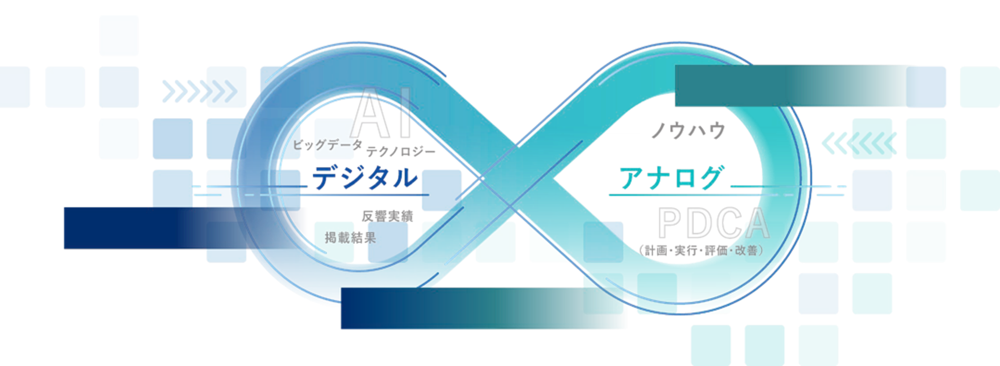 AI
ビッグデータ
テクノロジー
デジタル
反響実績
掲載結果
ノウハウ
アナログ
PDCA
(計画・実行・評価・改善)